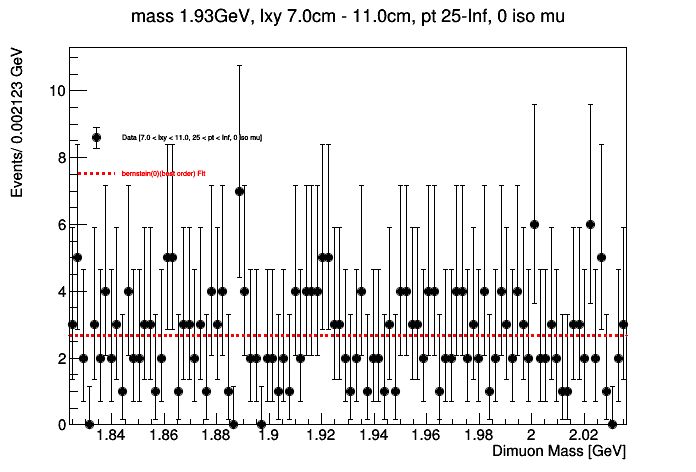 mass 1.93GeV, lxy 7.0cm - 11.0cm, pt 25-Inf, 0 iso mu
Events/ 0.002123 GeV
10
8
6
4
2
0
Data [7.0 < lxy < 11.0, 25 < pt < Inf, 0 iso mu]
bernstein(0)(best order) Fit
1.84 1.86 1.88 1.9 1.92 1.94 1.96 1.98 2 2.02
Dimuon Mass [GeV]